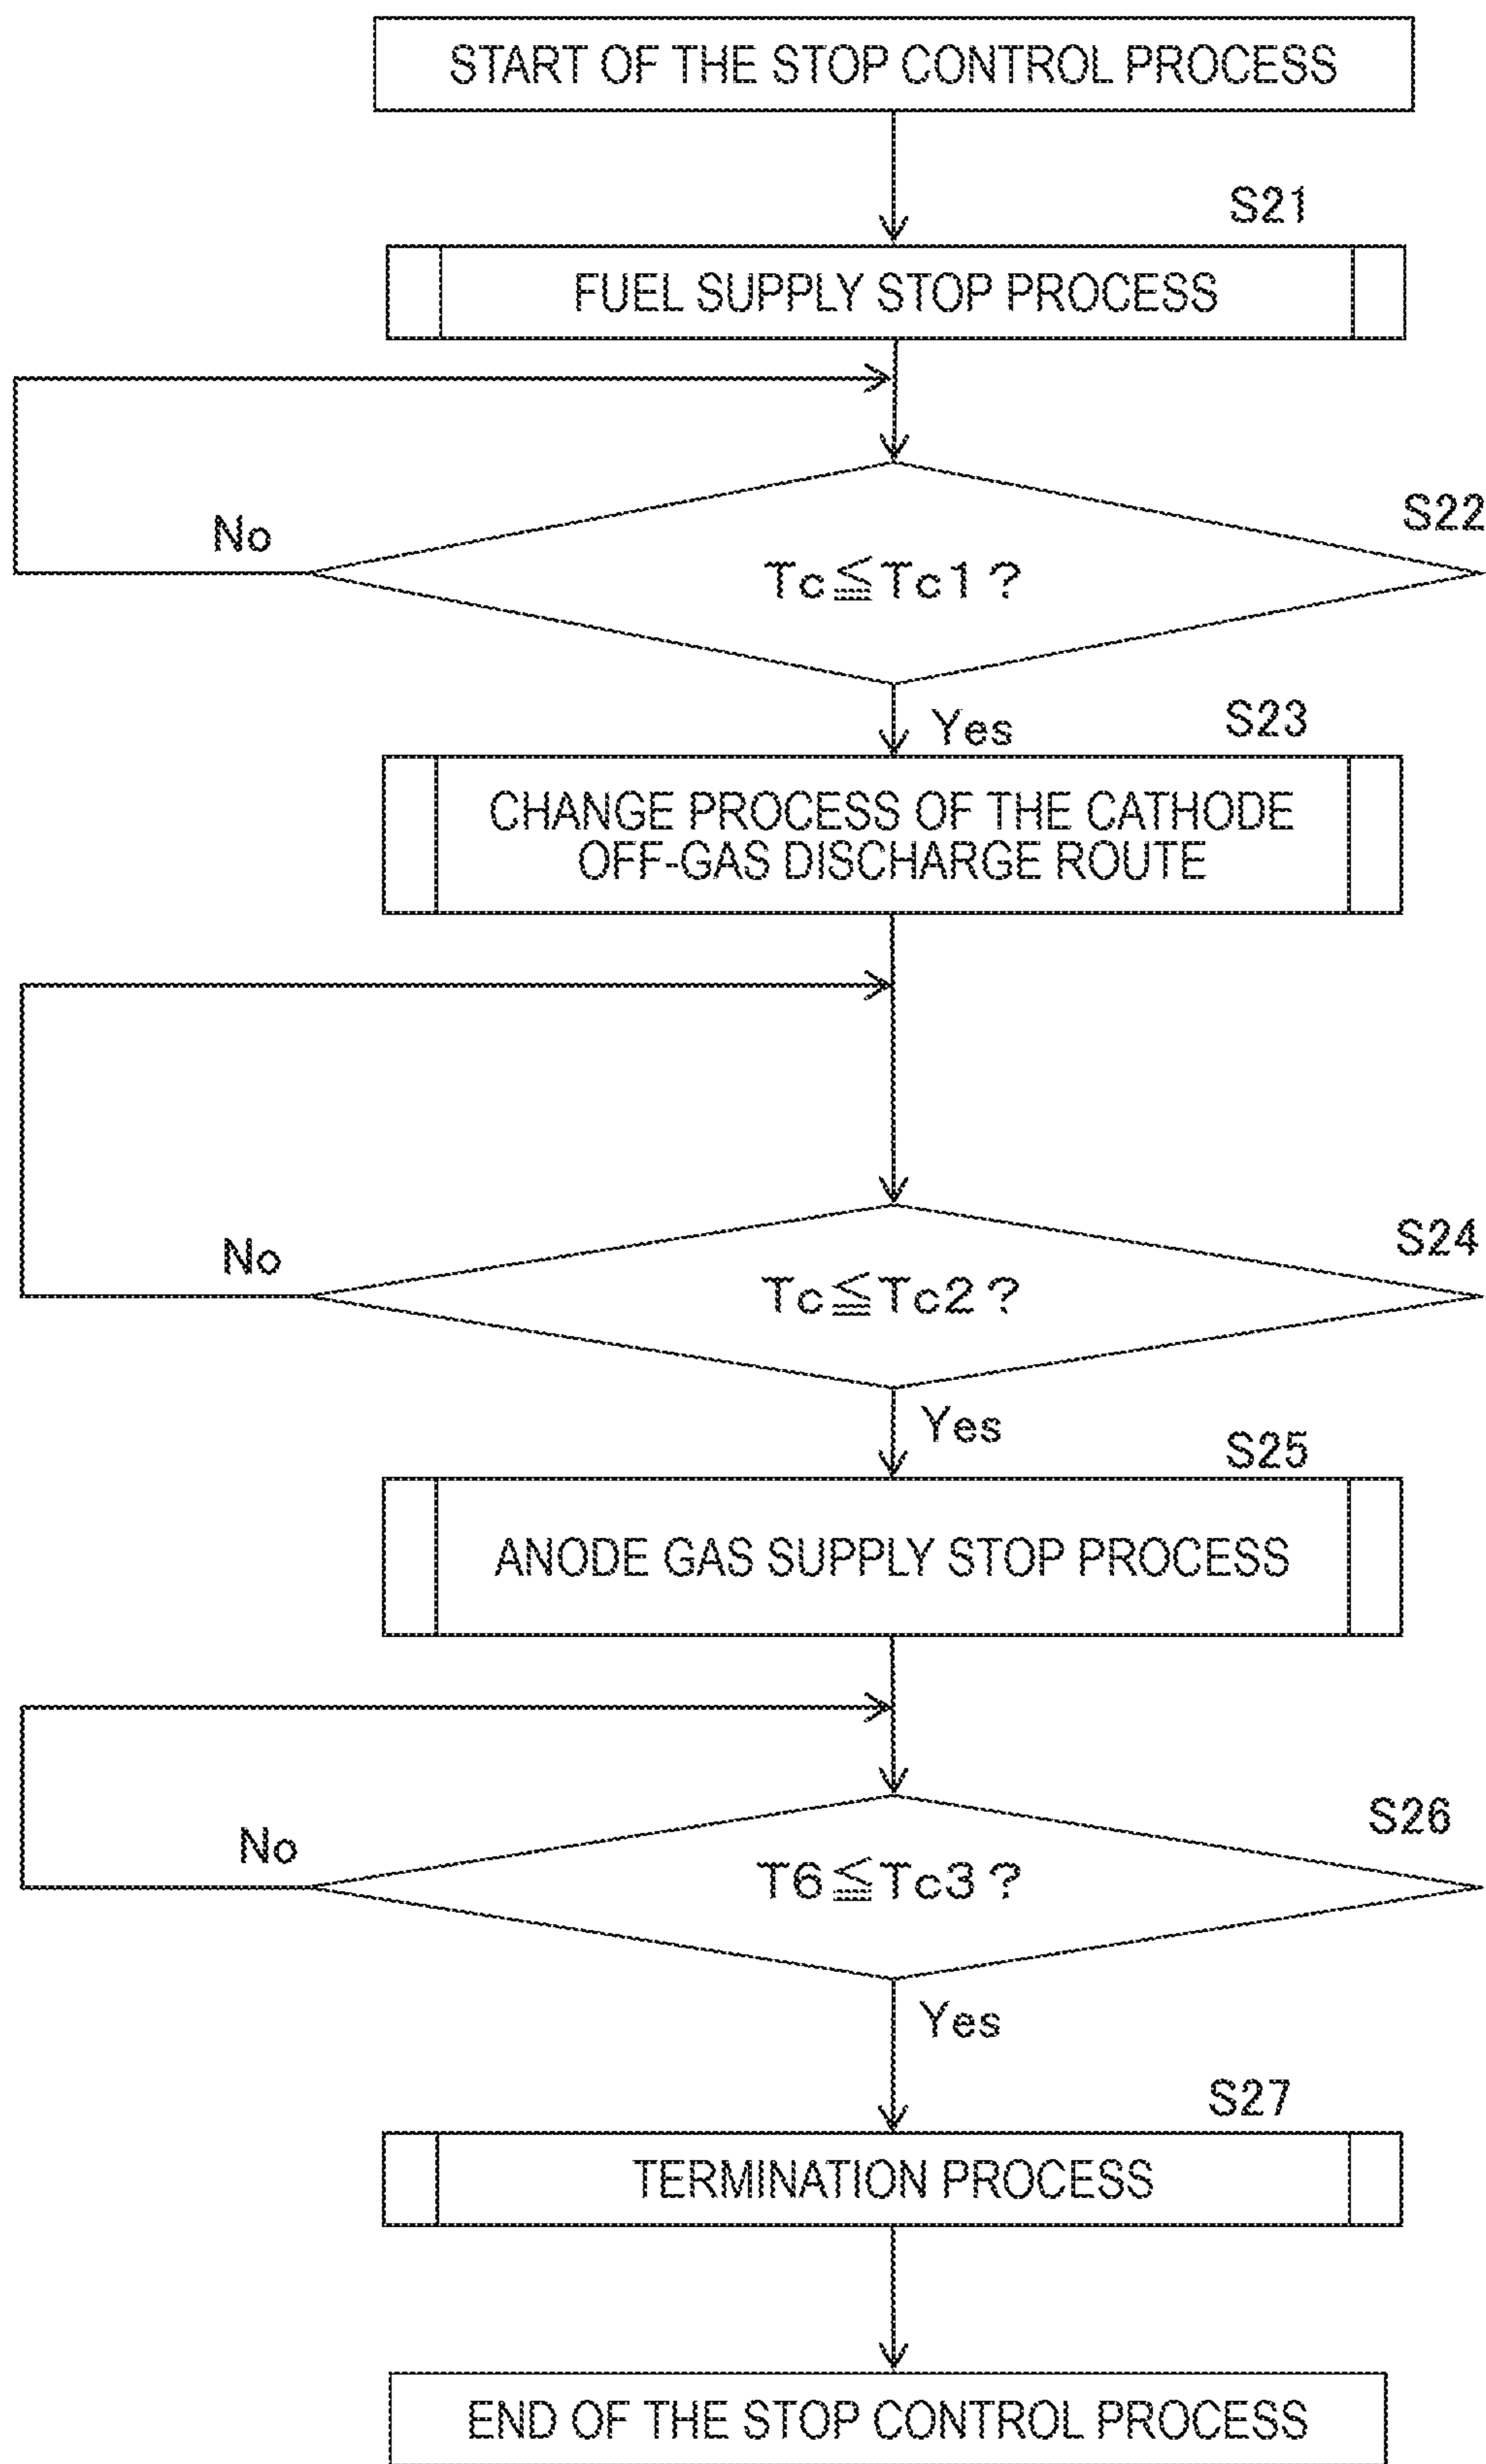 START OF THE STOP CONTROL PROCESS
S21
FUEL SUPPLY STOP PROCESS
S22
No
Tc≦Tc1?
Yes
S23
CHANGE PROCESS OF THE CATHODE
OFF-GAS DISCHARGE ROUTE
S24
No
Tc≦Tc2?
Yes
S25
ANODE GAS SUPPLY STOP PROCESS
S26
No
T6≦Tc3?
Yes
S27
TERMINATION PROCESS
END OF THE STOP CONTROL PROCESS